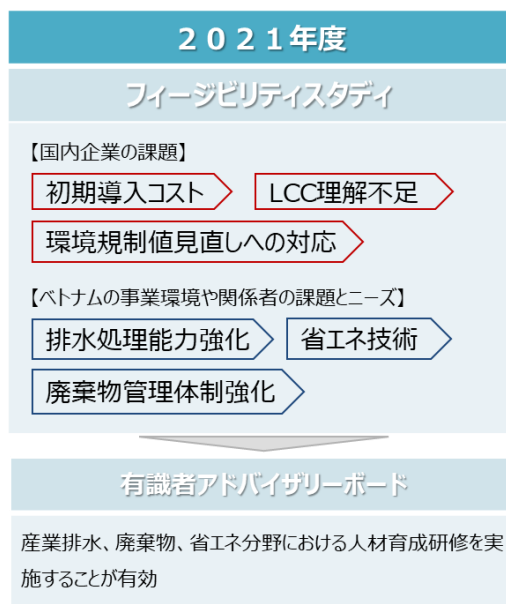 ２０２１年度
フィージビリティスタディ
【国内企業の課題】
初期導入コスト LCC理解不足
環境規制値見直しへの対応
【ベトナムの事業環境や関係者の課題とニーズ】
排水処理能力強化 省エネ技術
廃棄物管理体制強化
有識者アドバイザリーボード
産業排水、廃棄物、省エネ分野における人材育成研修を実
施することが有効